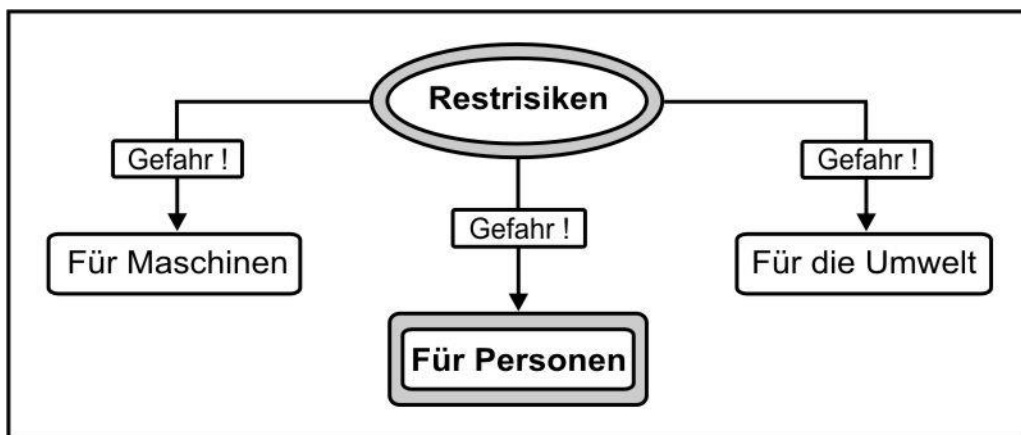 Restrisiken
Gefahr !
Gefahr !
Gefahr !
Für Maschinen
Für die Umwelt
Für Personen